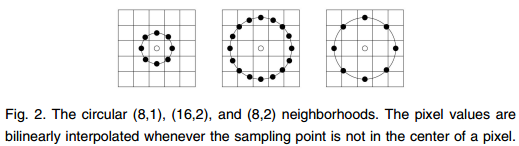 Fig. 2. The circular (8,1), (16,2), and (8,2) neighborhoods. The pixel values are
bilinearly interpolated whenever the sampling point is not in the center of a pixel.